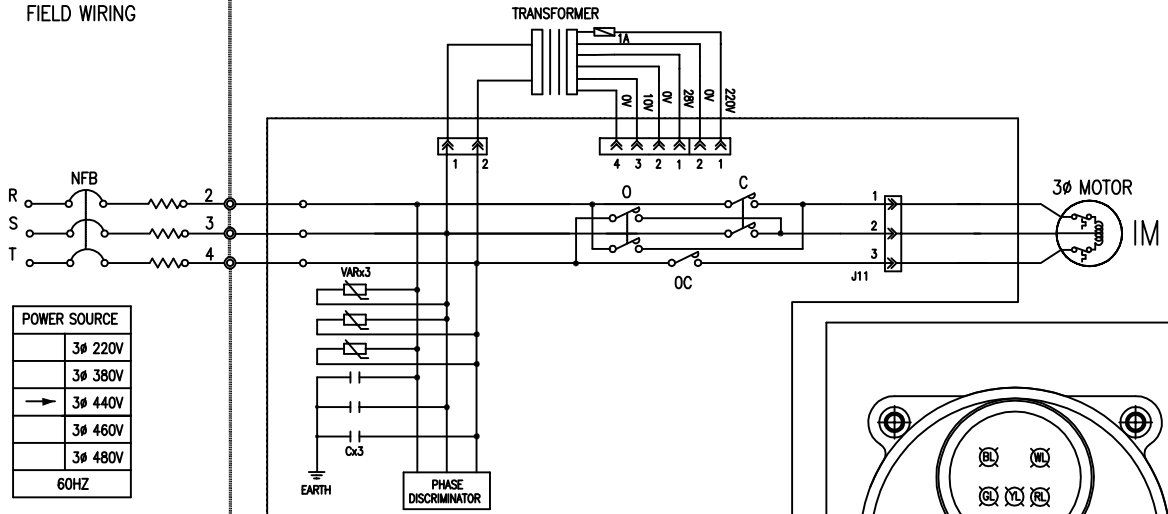 FIELD WIRING
TRANSFORMER
1A
0V
10V
0V
28V
0V
220V
1
2
4
3
2
1
2
1
NFB
R
2
S
3
T
4
O
C
OC
1
2
3
J11
3ø MOTOR
IM
VARx3
Cx3
EARTH
PHASE
DISCRIMINATOR
POWER SOURCE
3ø 220V
3ø 380V
3ø 440V
3ø 460V
3ø 480V
60HZ
BL
WL
GL
YL
RL